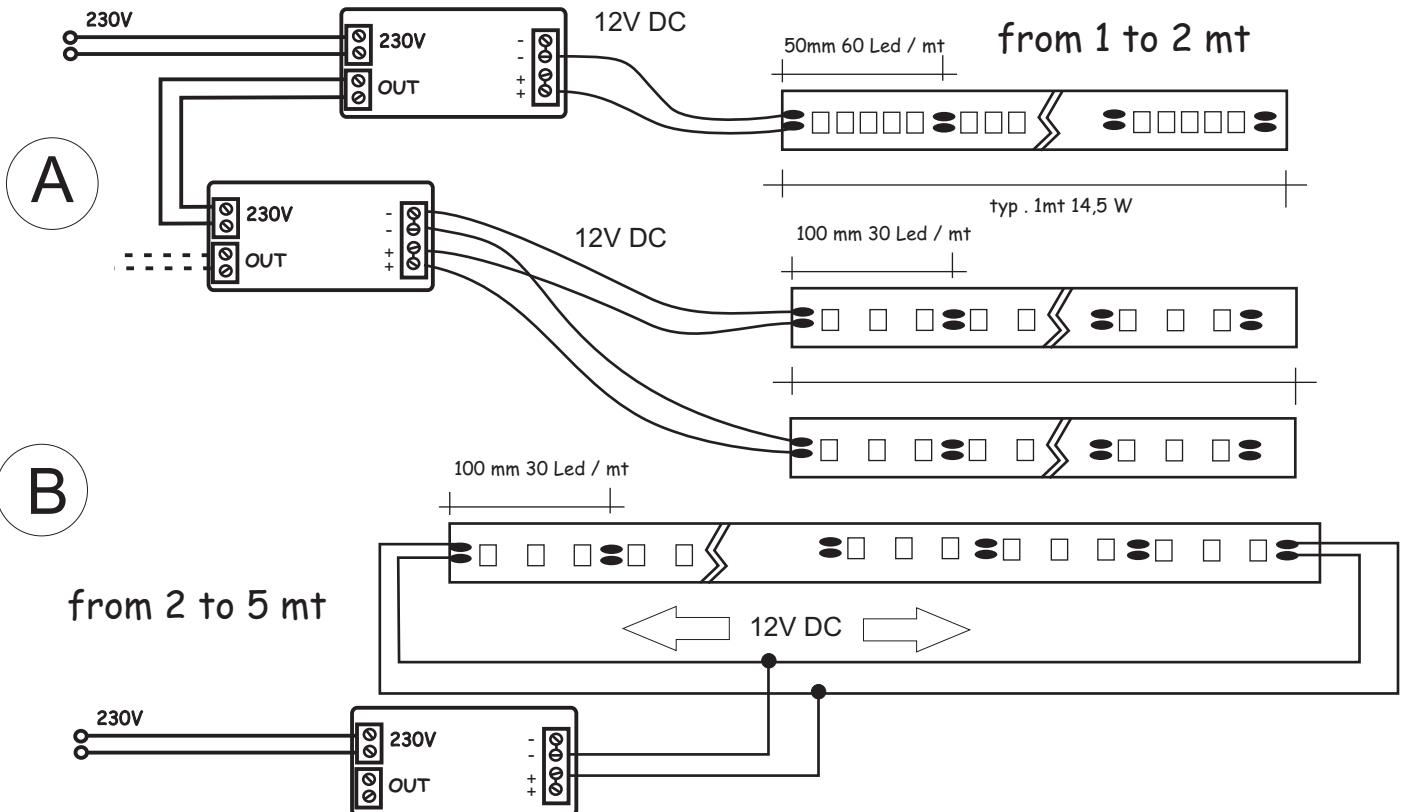 230V
12V DC
from 1 to 2 mt
230V
OUT
-
-
+
+
50mm 60 Led / mt
A
typ . 1mt 14,5 W
230V
OUT
-
-
+
+
12V DC
100 mm 30 Led / mt
B
100 mm 30 Led / mt
from 2 to 5 mt
12V DC
230V
230V
OUT
-
-
+
+